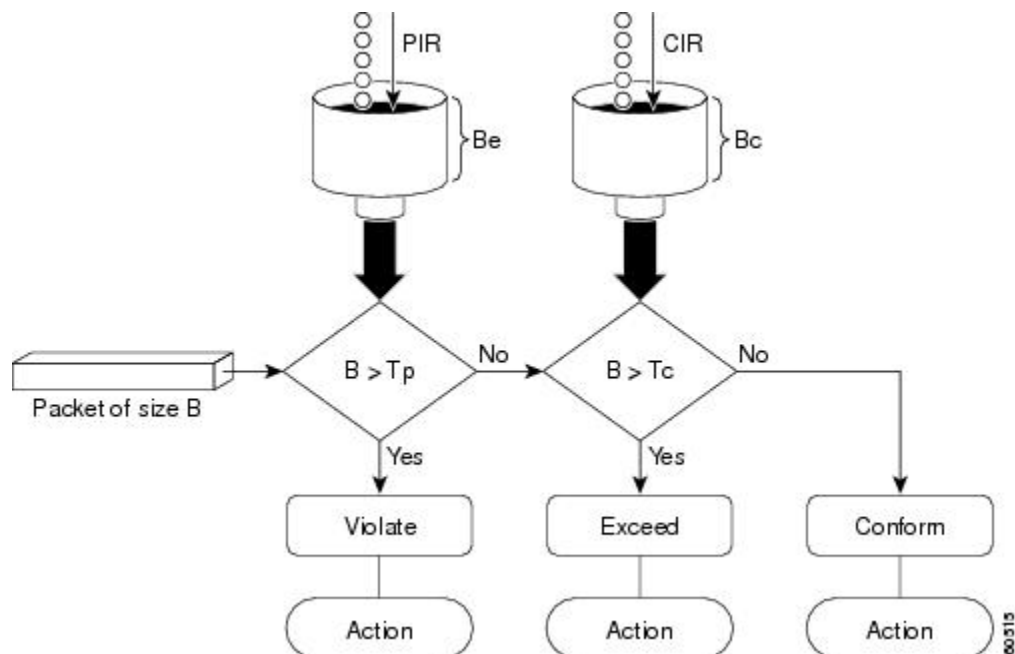 PIR
CIR
Be
Bc
B > Tp
No
B > Tc
No
Packet of size B
Yes
Yes
Violate
Exceed
Conform
Action
Action
Action
60515